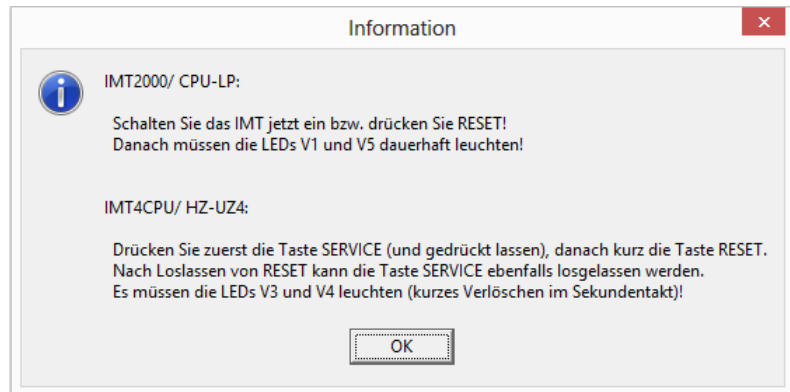 Information
IMT2000/ CPU-LP:
Schalten Sie das IMT jetzt ein bzw. drücken Sie RESET!
Danach müssen die LEDs V1 und V5 dauerhaft leuchten!
IMT4CPU/ HZ-UZ4:
Drücken Sie zuerst die Taste SERVICE (und gedrückt lassen), danach kurz die Taste RESET.
Nach Loslassen von RESET kann die Taste SERVICE ebenfalls losgelassen werden.
Es müssen die LEDs V3 und V4 leuchten (kurzes Verlöschen im Sekundentakt)!
OK